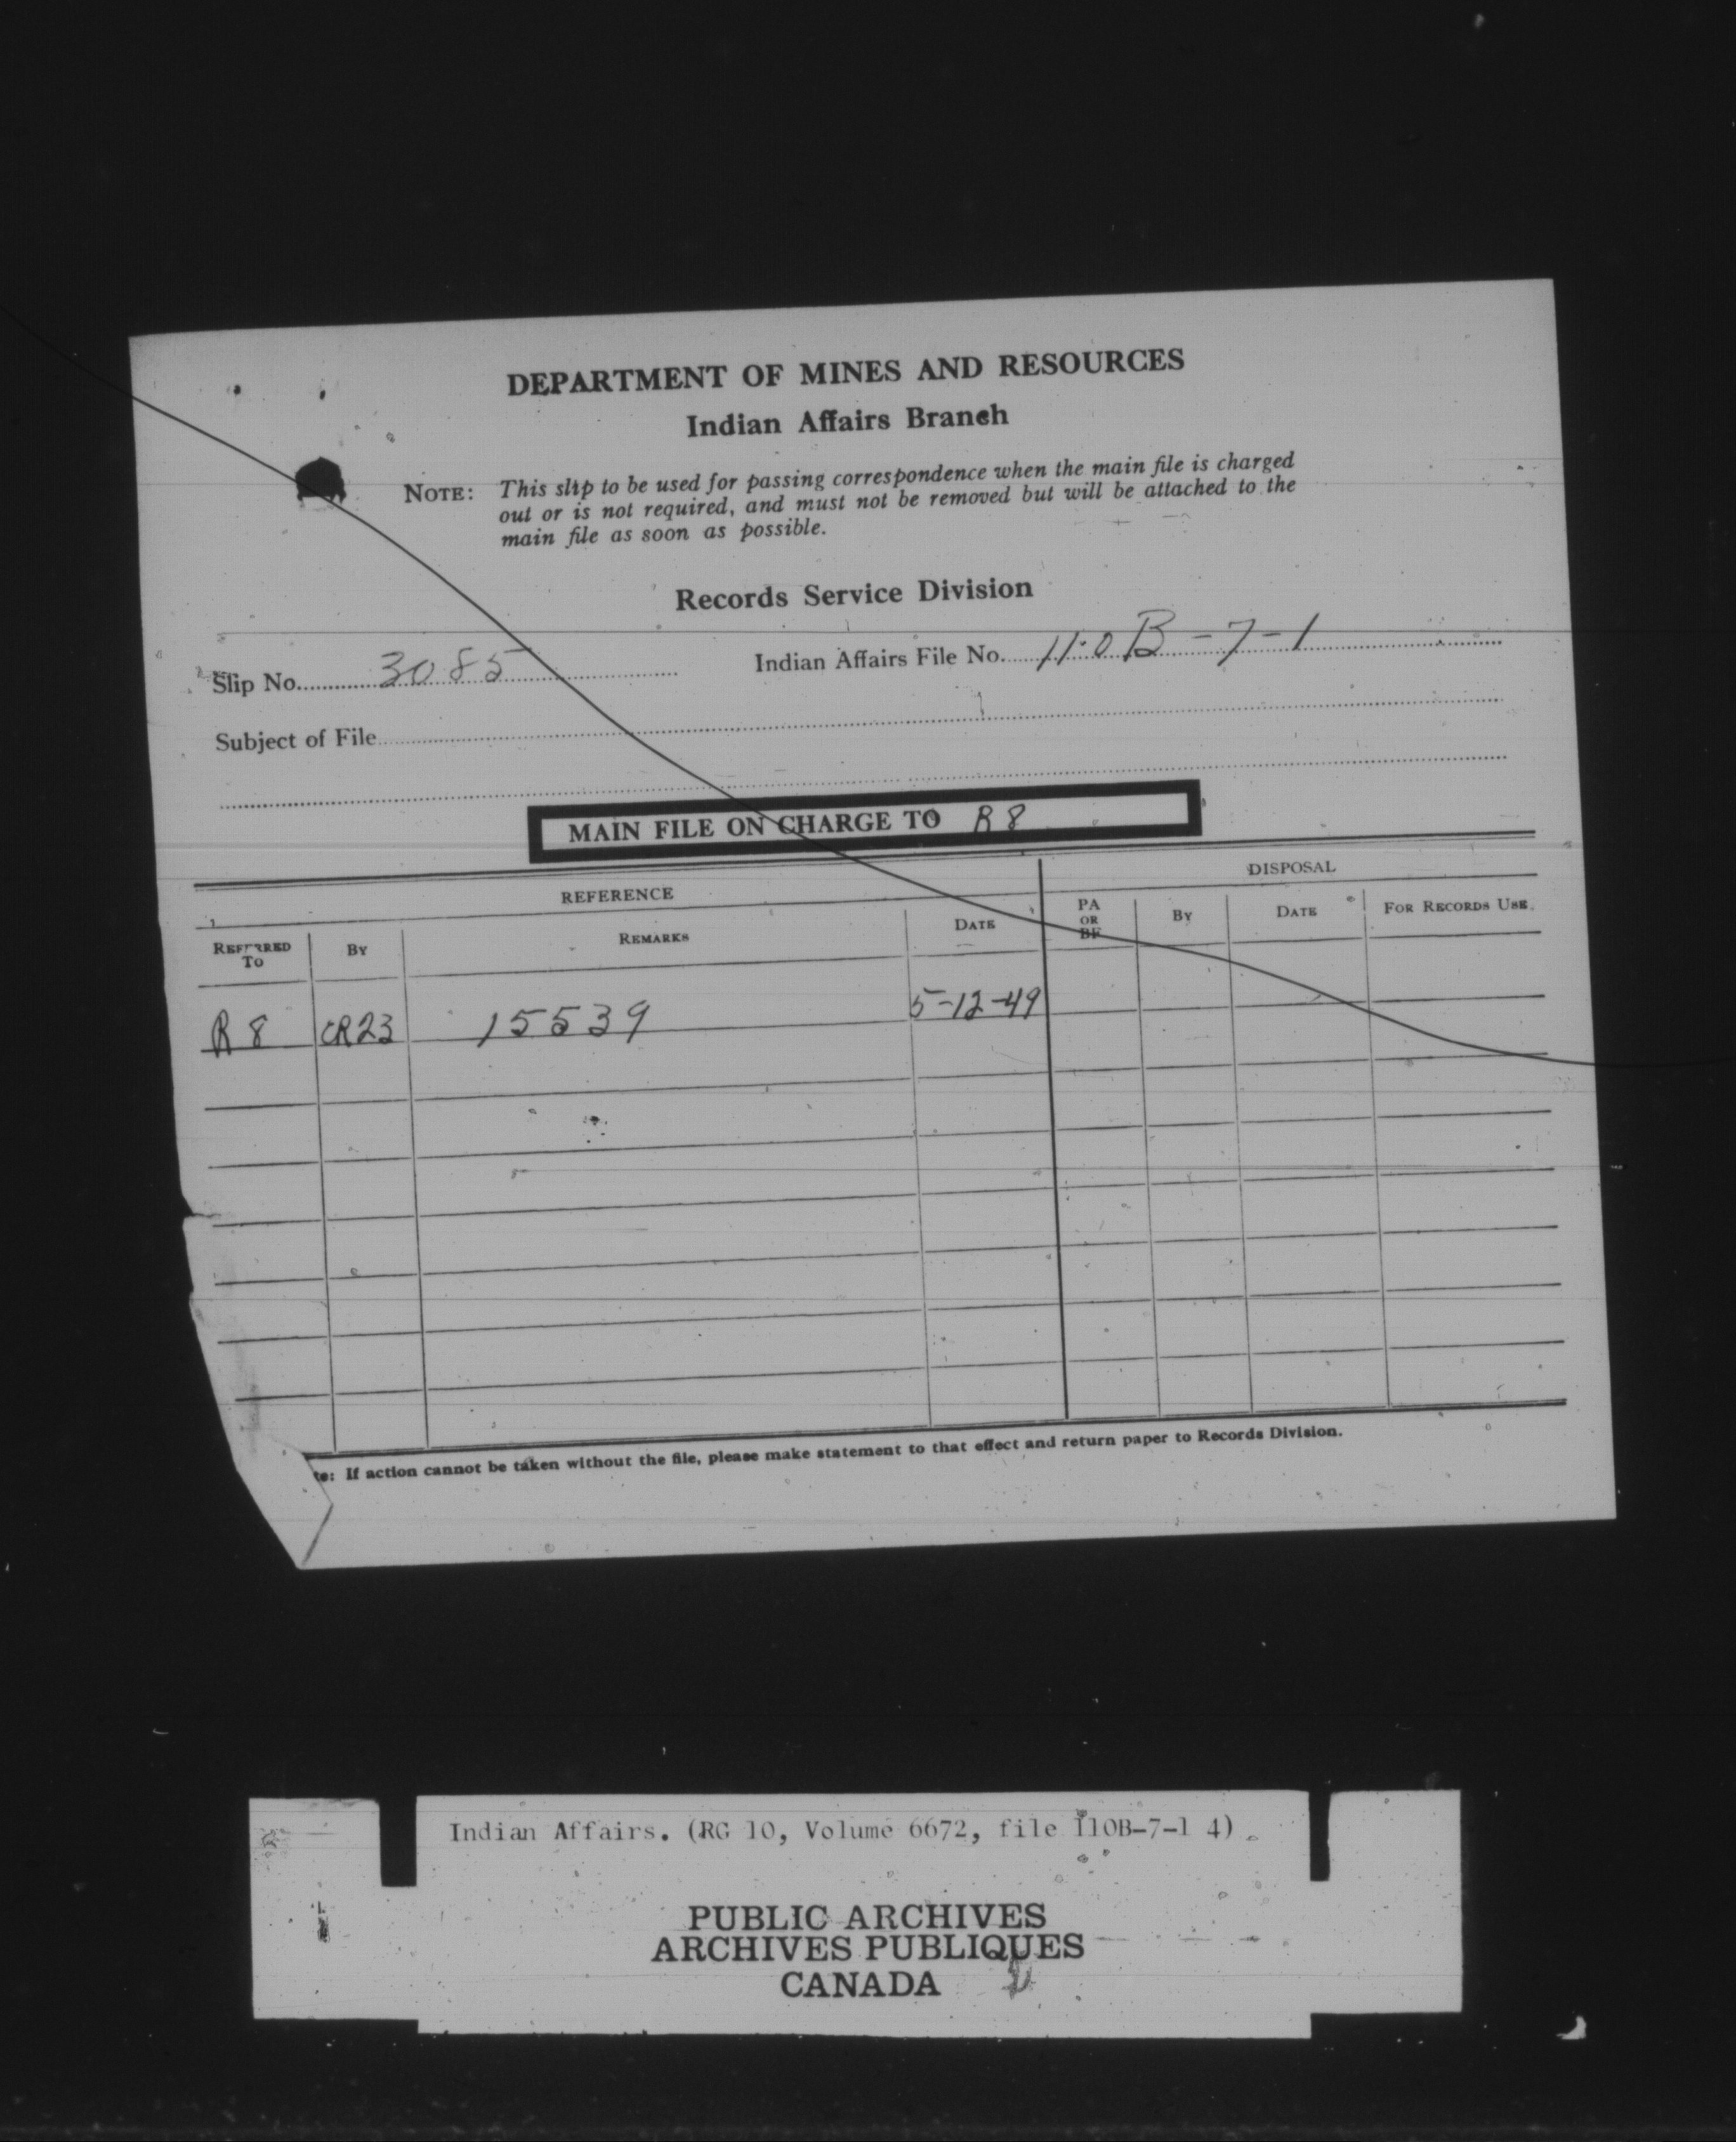 DEPARTMENT OF MINES AND RESOURCES
Indian Affairs Branch
NOTE: This slip to be used for passing correspondence when the main file is charged
out or is not required, and must not be removed but will be attached to the
main file as soon as possible.
Records Service Division
Slip No. 3085 Indian Affairs File No. 110B-7-1
Subject of File
MAIN FILE ON CHARGE TO R8
REFERENCE DISPOSAL
REFERRED TO BY REMARKS DATE PA OR BF BY DATE FOR RECORDS USE.
R 8 CR23 15539 5-12-49
te: If action cannot be taken without the file, please make statement to that effect and return paper to Records Division.
Indian Affairs. (RG 10, Volume 6672, file 110B-7-1 4)
PUBLIC ARCHIVES
ARCHIVES PUBLIQUES
CANADA